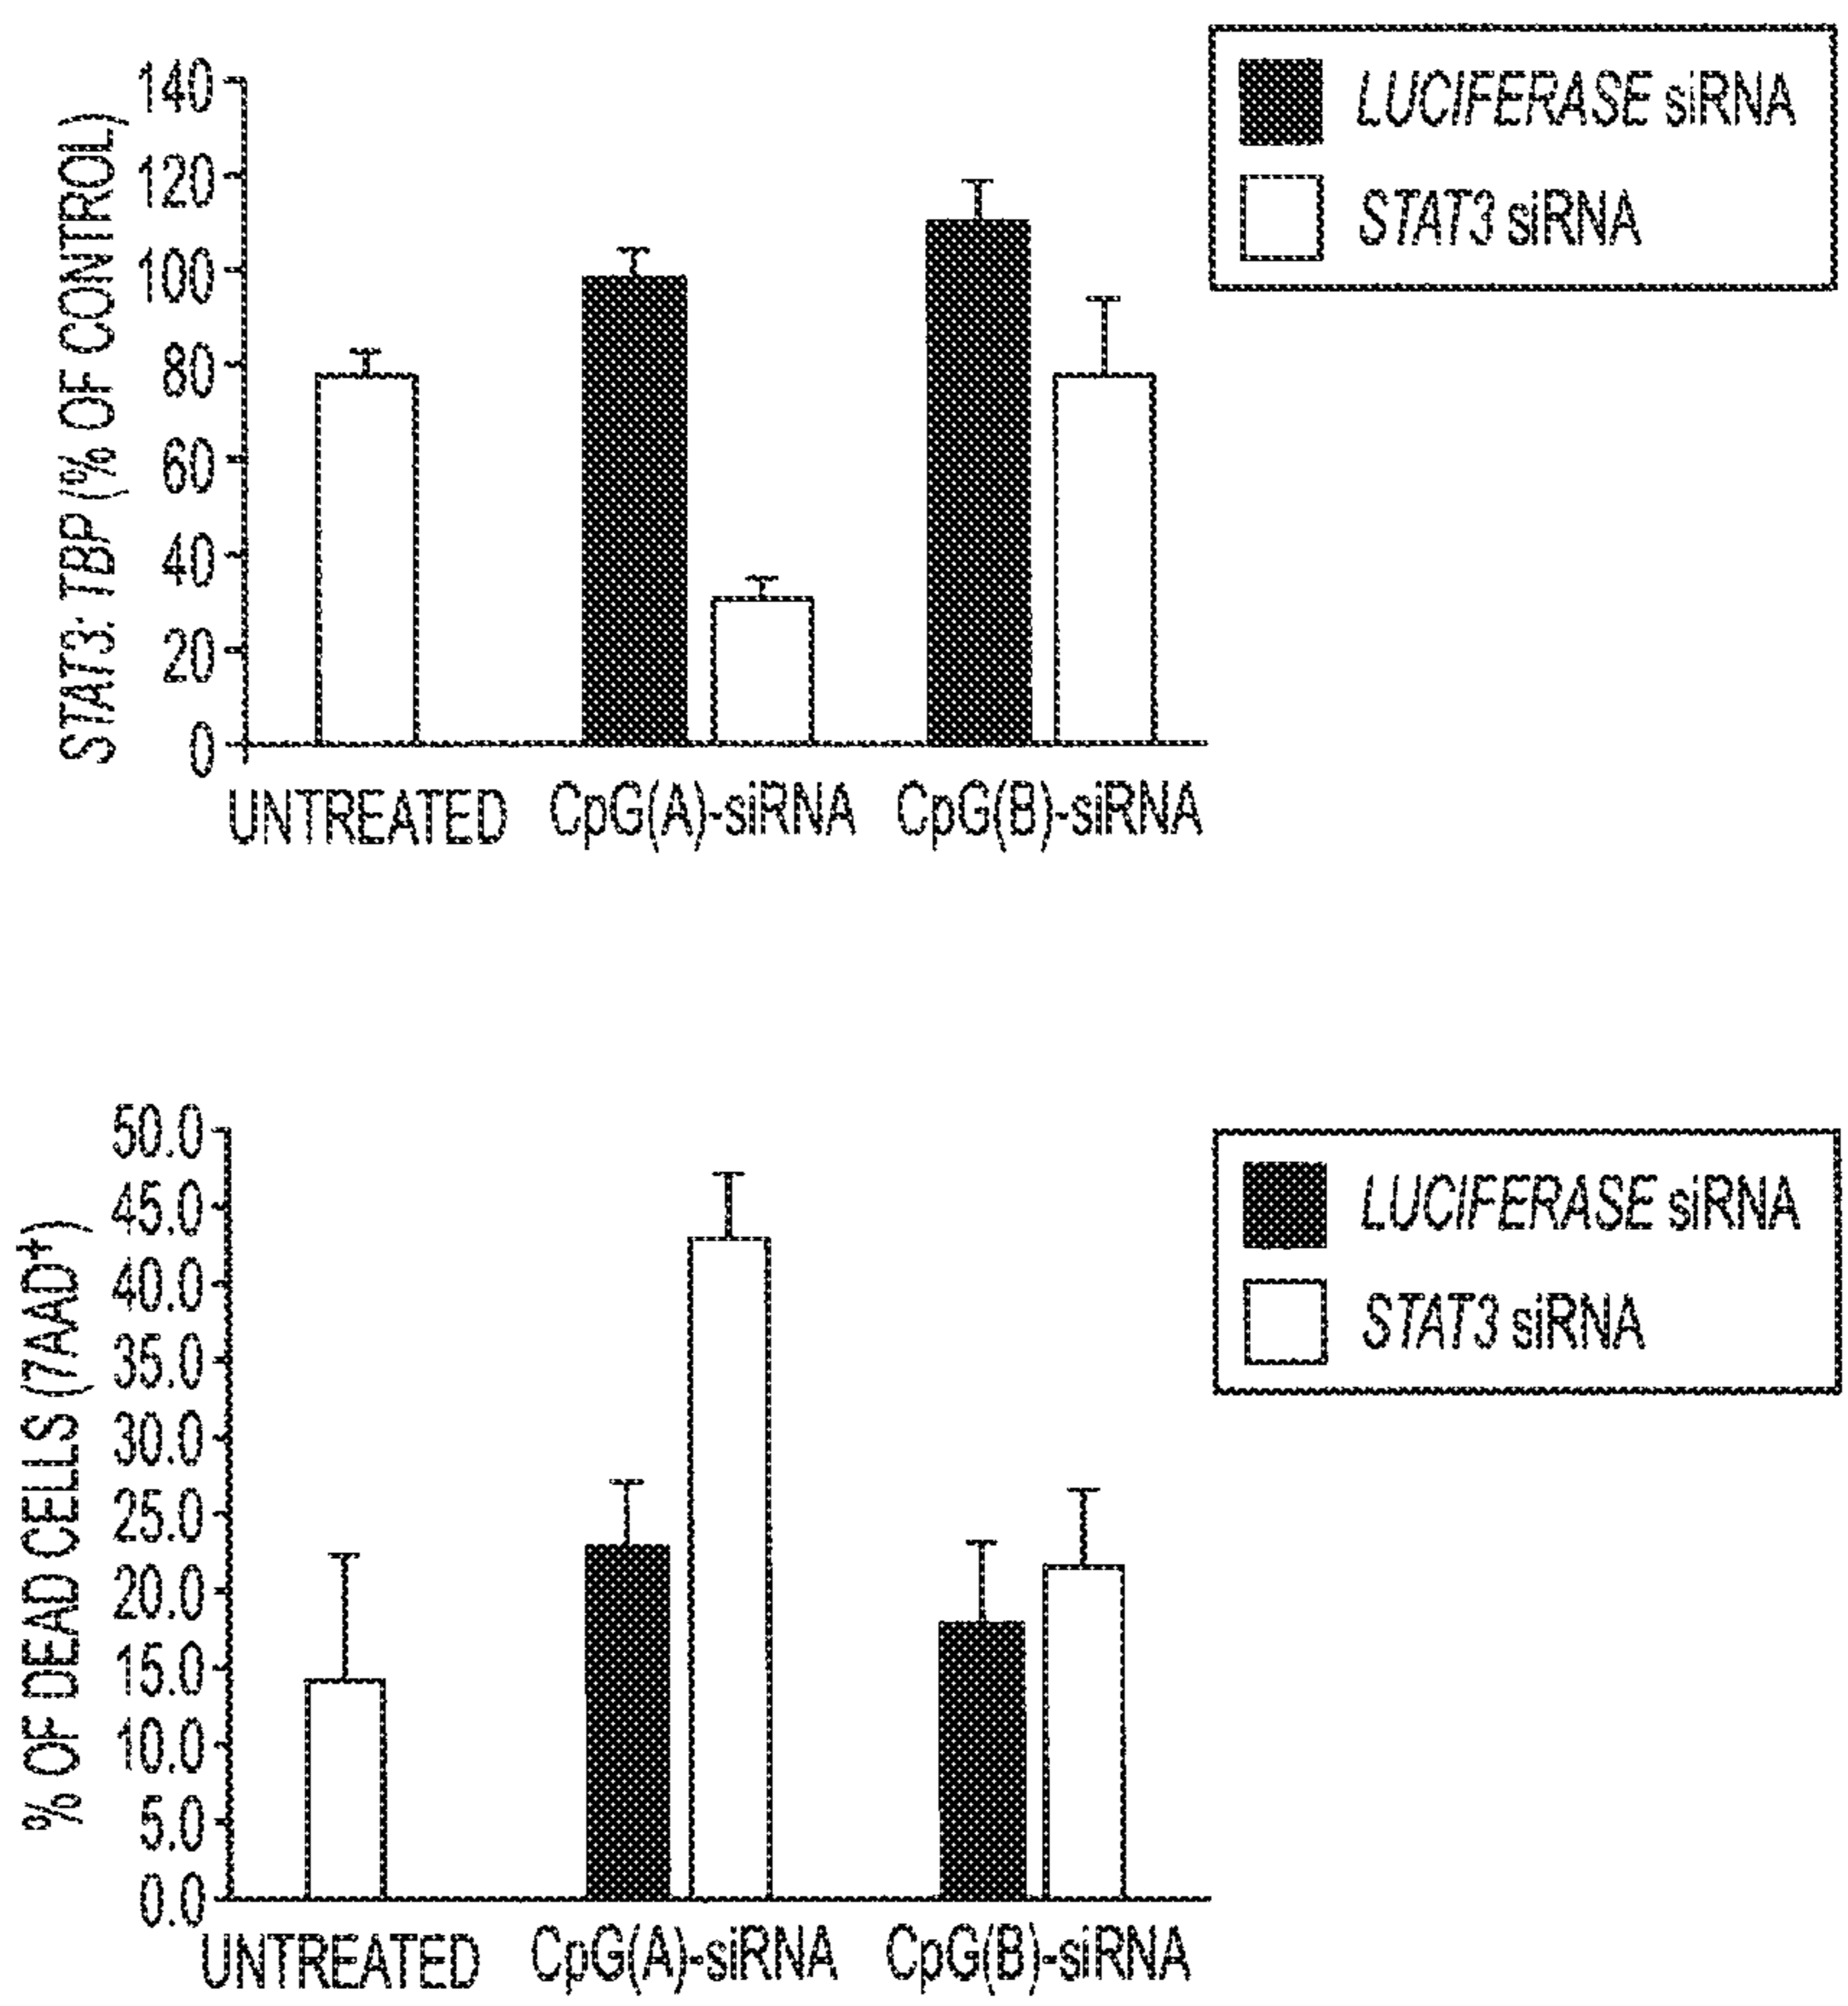 STAT3: TBP (% OF CONTROL)
140
120
100
80
60
40
20
0
UNTREATED CpG(A)-siRNA CpG(B)-siRNA
LUCIFERASE siRNA
STAT3 siRNA
% OF DEAD CELLS (7AAD+)
50.0
45.0
40.0
35.0
30.0
25.0
20.0
15.0
10.0
5.0
0.0
UNTREATED CpG(A)-siRNA CpG(B)-siRNA
LUCIFERASE siRNA
STAT3 siRNA